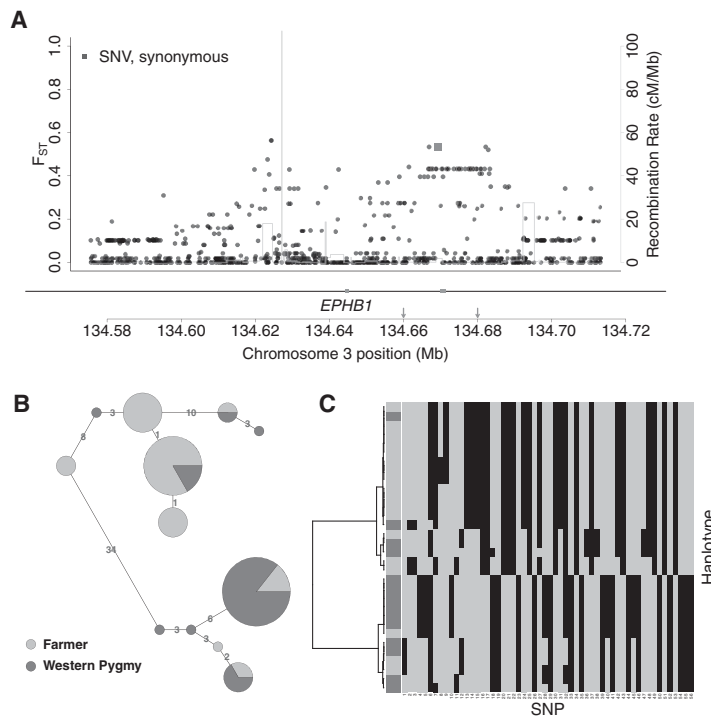 A
SNV, synonymous
F_ST
0.0 0.2 0.4 0.6 0.8 1.0
Recombination Rate (cM/Mb)
0 20 40 60 80 100
EPHB1
134.58 134.60 134.62 134.64 134.66 134.68 134.70 134.72
Chromosome 3 position (Mb)
B
3
10
3
8
1
1
34
6
3
3
2
Farmer
Western Pygmy
C
Haplotype
SNP